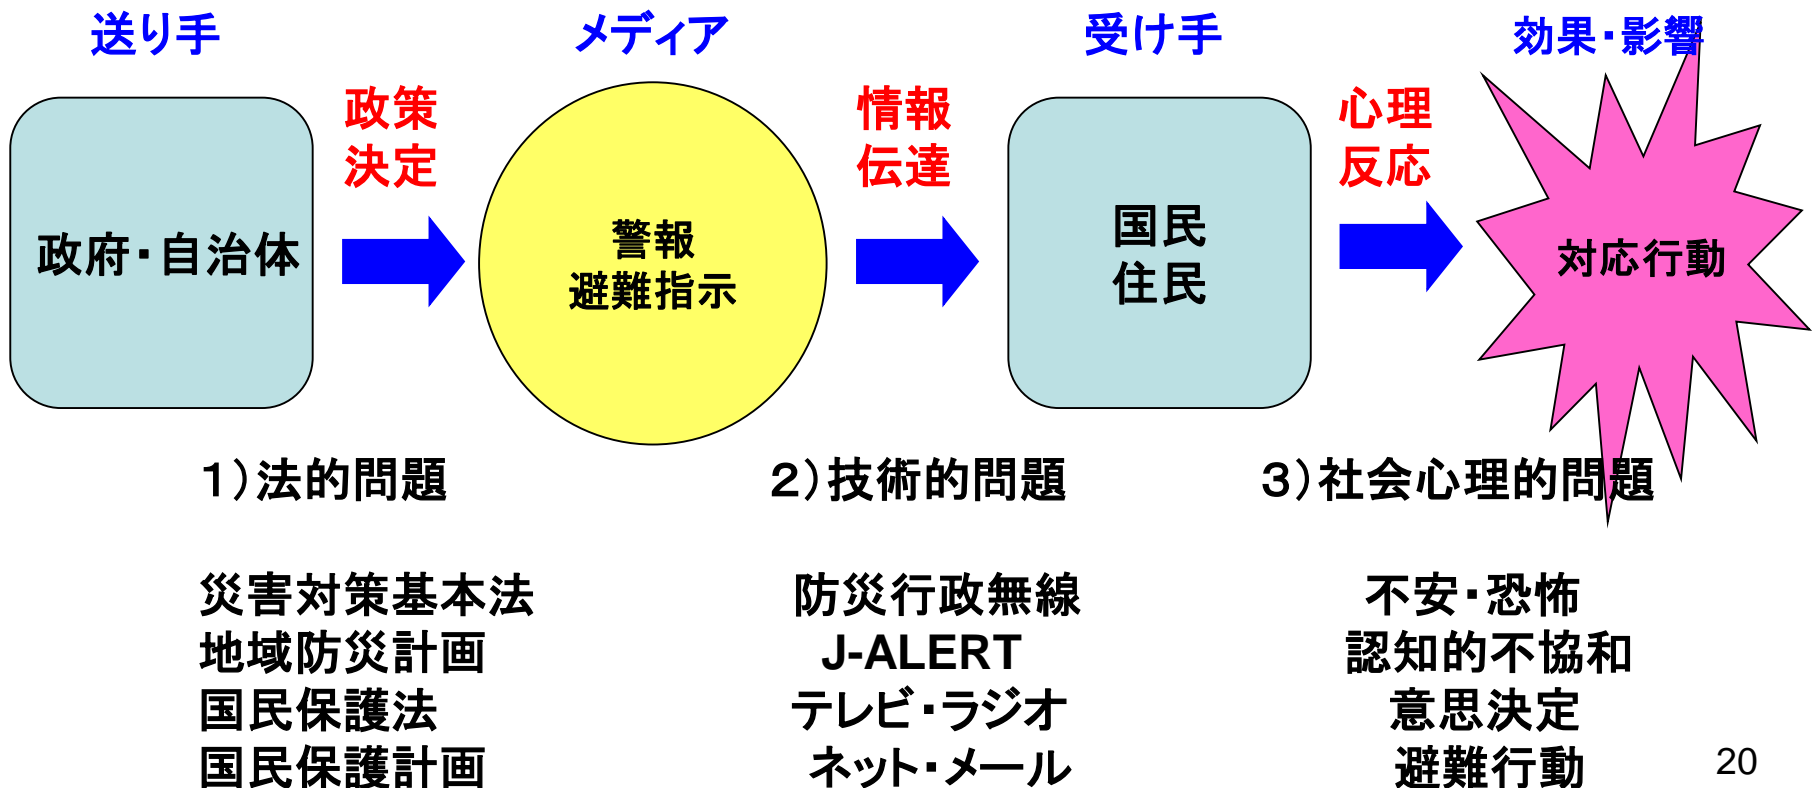 送り手
メディア
受け手
効果・影響
政策
決定
情報
伝達
心理
反応
政府・自治体
警報
避難指示
国民
住民
対応行動
１）法的問題
２）技術的問題
３）社会心理的問題
災害対策基本法
地域防災計画
国民保護法
国民保護計画
防災行政無線
J-ALERT
テレビ・ラジオ
ネット・メール
不安・恐怖
認知的不協和
意思決定
避難行動
20